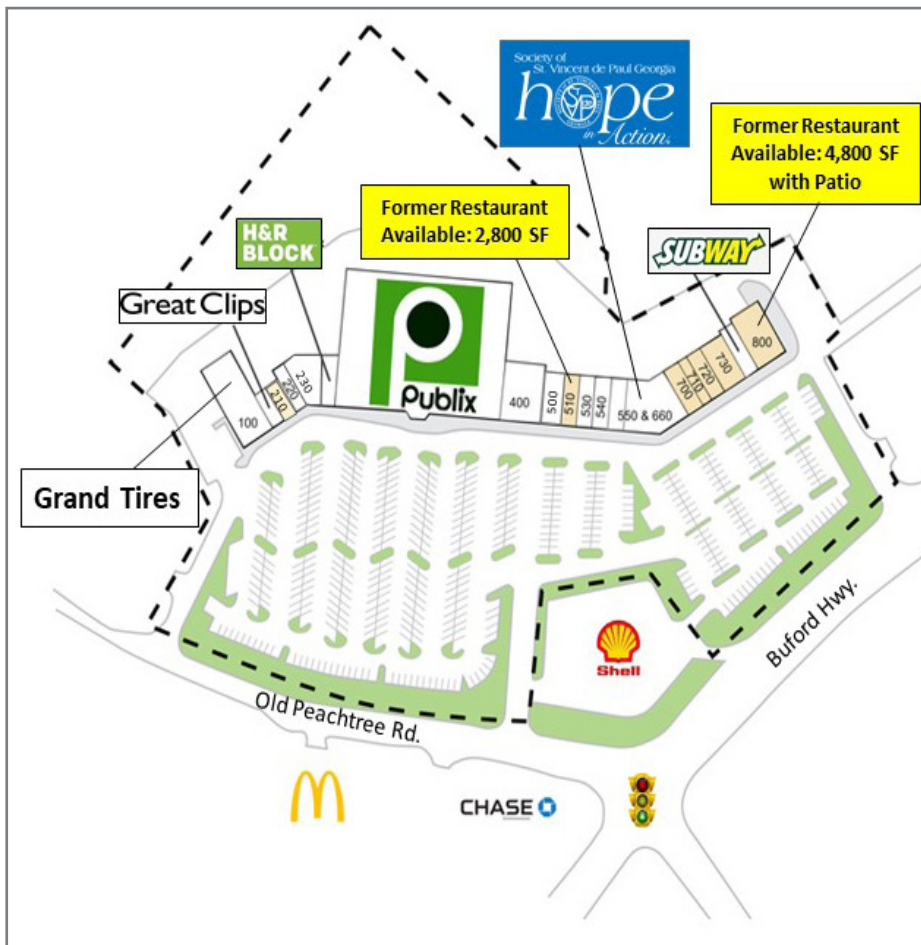 Society of
St. Vincent de Paul Georgia
hope
in Action
Former Restaurant
Available: 4,800 SF
with Patio
Former Restaurant
Available: 2,800 SF
H&R
BLOCK
SUBWAY
Great Clips
Publix
Grand Tires
100
210
220
230
400
500
510
530
540
550 & 660
700
710
720
730
800
Shell
Buford Hwy.
Old Peachtree Rd.
CHASE